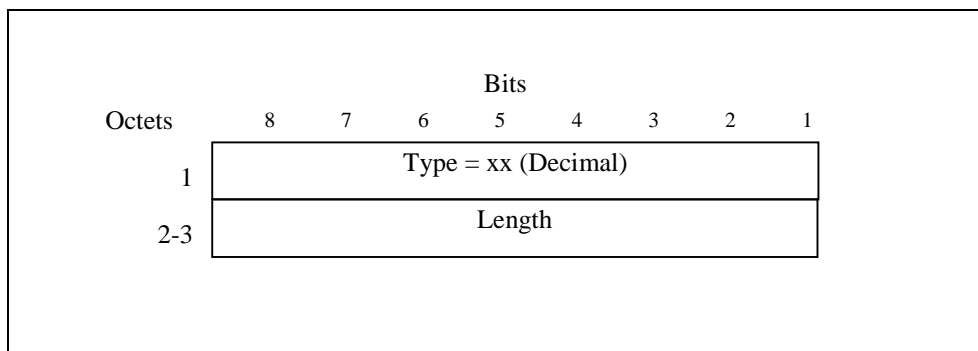 Bits
Octets 8 7 6 5 4 3 2 1
1 Type = xx (Decimal)
2-3 Length